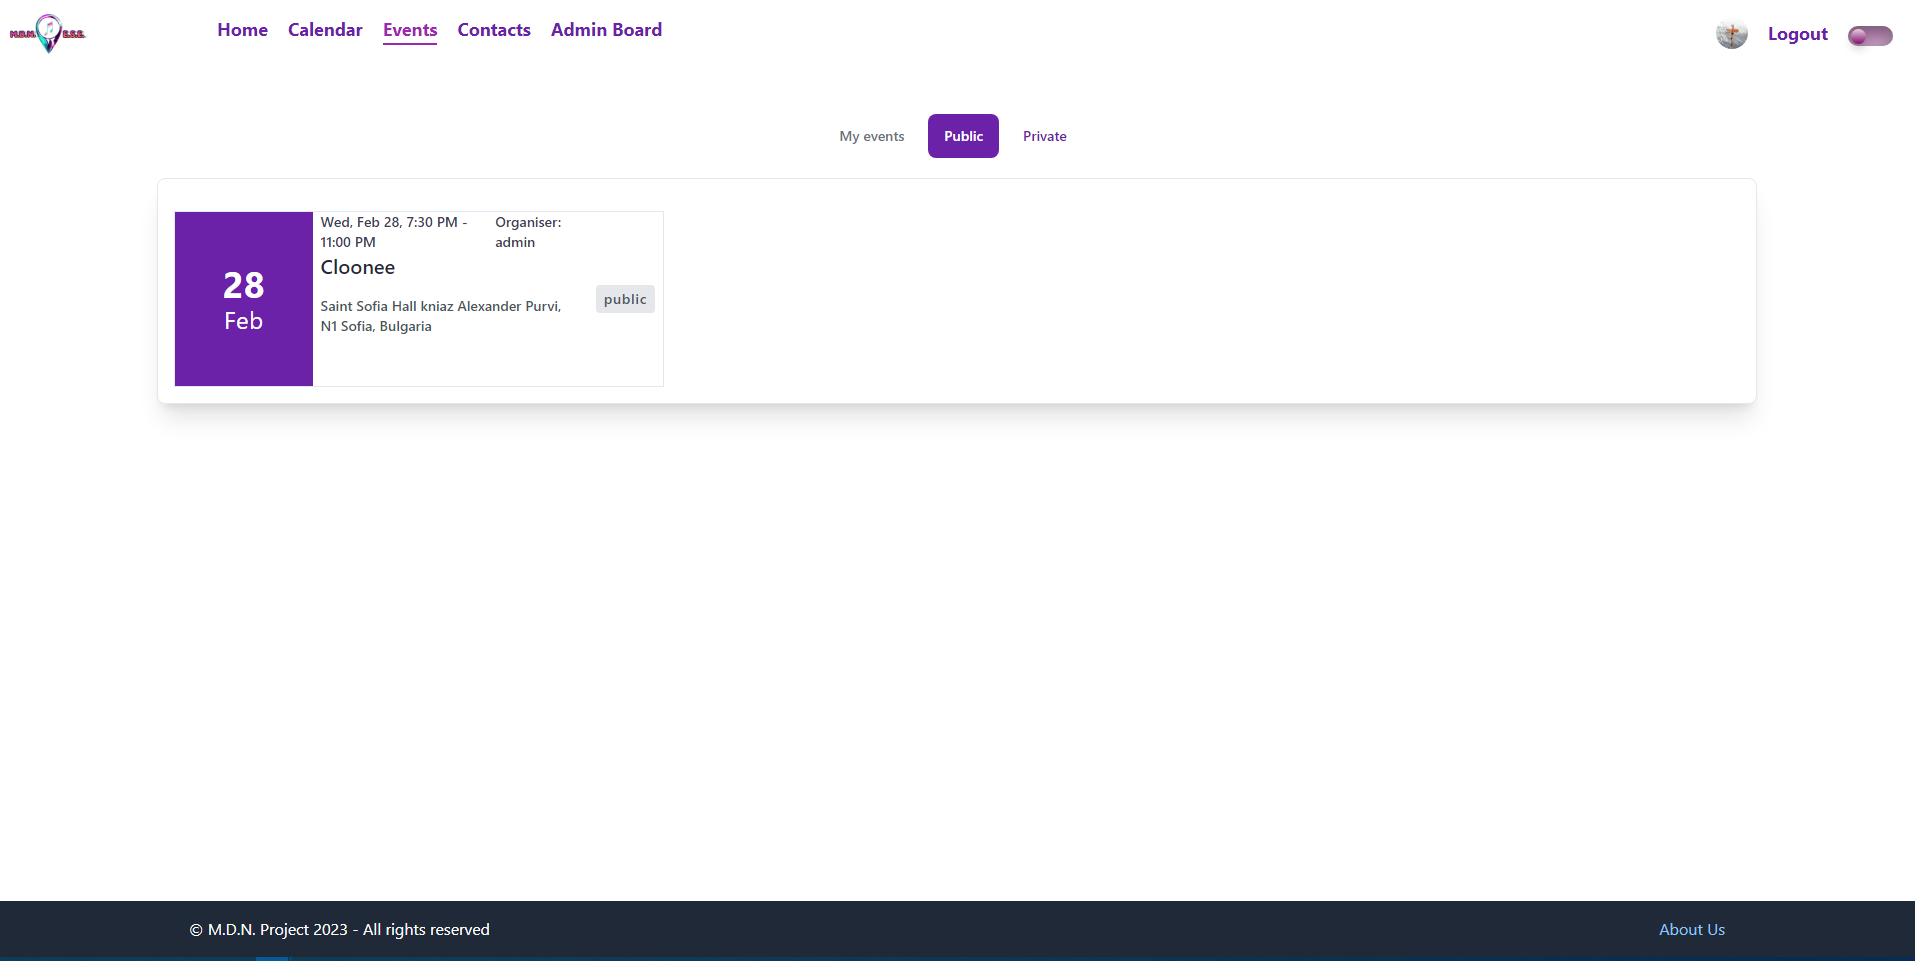 M.D.N. E.S.E.
Home Calendar Events Contacts Admin Board
Logout
My events Public Private
28
Feb
Wed, Feb 28, 7:30 PM -
11:00 PM
Organiser:
admin
Cloonee
Saint Sofia Hall kniaz Alexander Purvi,
N1 Sofia, Bulgaria
public
© M.D.N. Project 2023 - All rights reserved
About Us